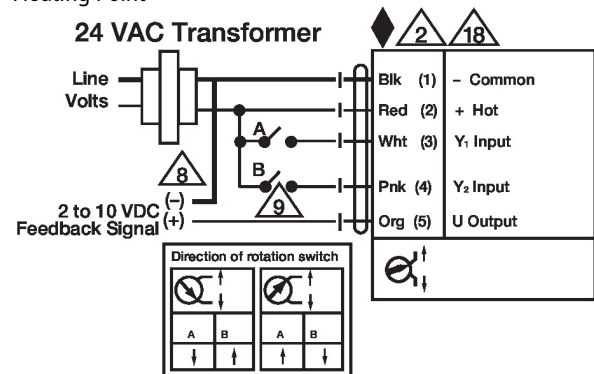 Floating Point
24 VAC Transformer
2
18
Line
Volts
Blk (1) – Common
Red (2) + Hot
A
Wht (3) Y₁ Input
B
Pnk (4) Y₂ Input
8
9
2 to 10 VDC (–)
Feedback Signal (+)
Org (5) U Output
Direction of rotation switch
A B A B